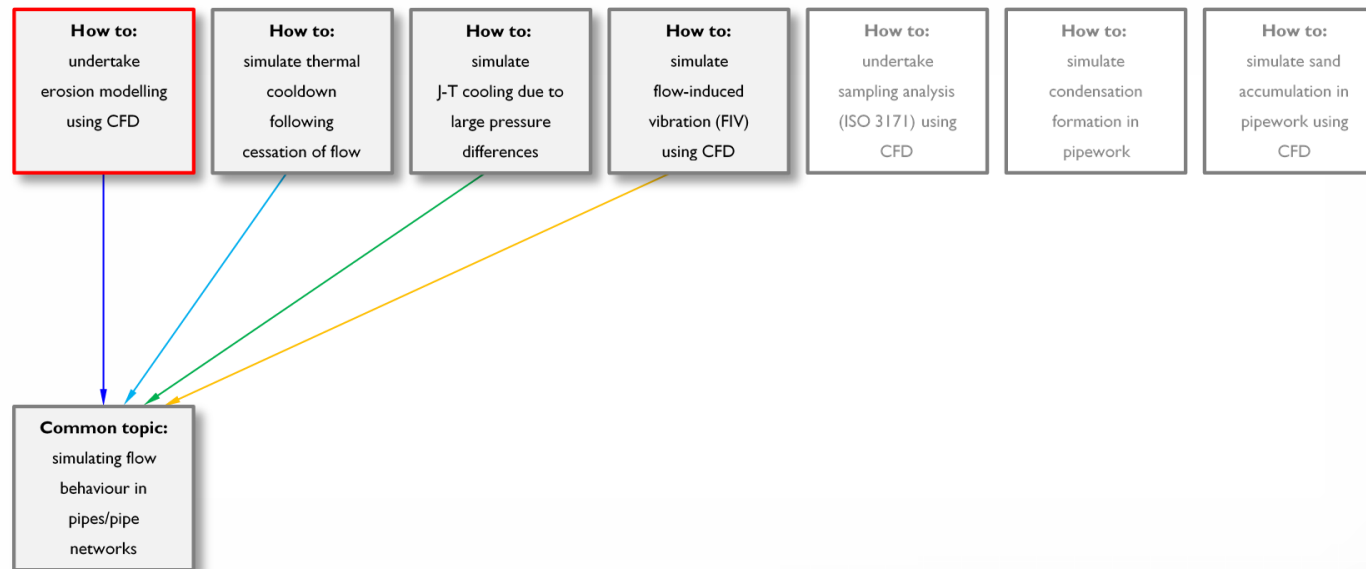 How to:
undertake
erosion modelling
using CFD
How to:
simulate thermal
cooldown
following
cessation of flow
How to:
simulate
J-T cooling due to
large pressure
differences
How to:
simulate
flow-induced
vibration (FIV)
using CFD
How to:
undertake
sampling analysis
(ISO 3171) using
CFD
How to:
simulate
condensation
formation in
pipework
How to:
simulate sand
accumulation in
pipework using
CFD
Common topic:
simulating flow
behaviour in
pipes/pipe
networks